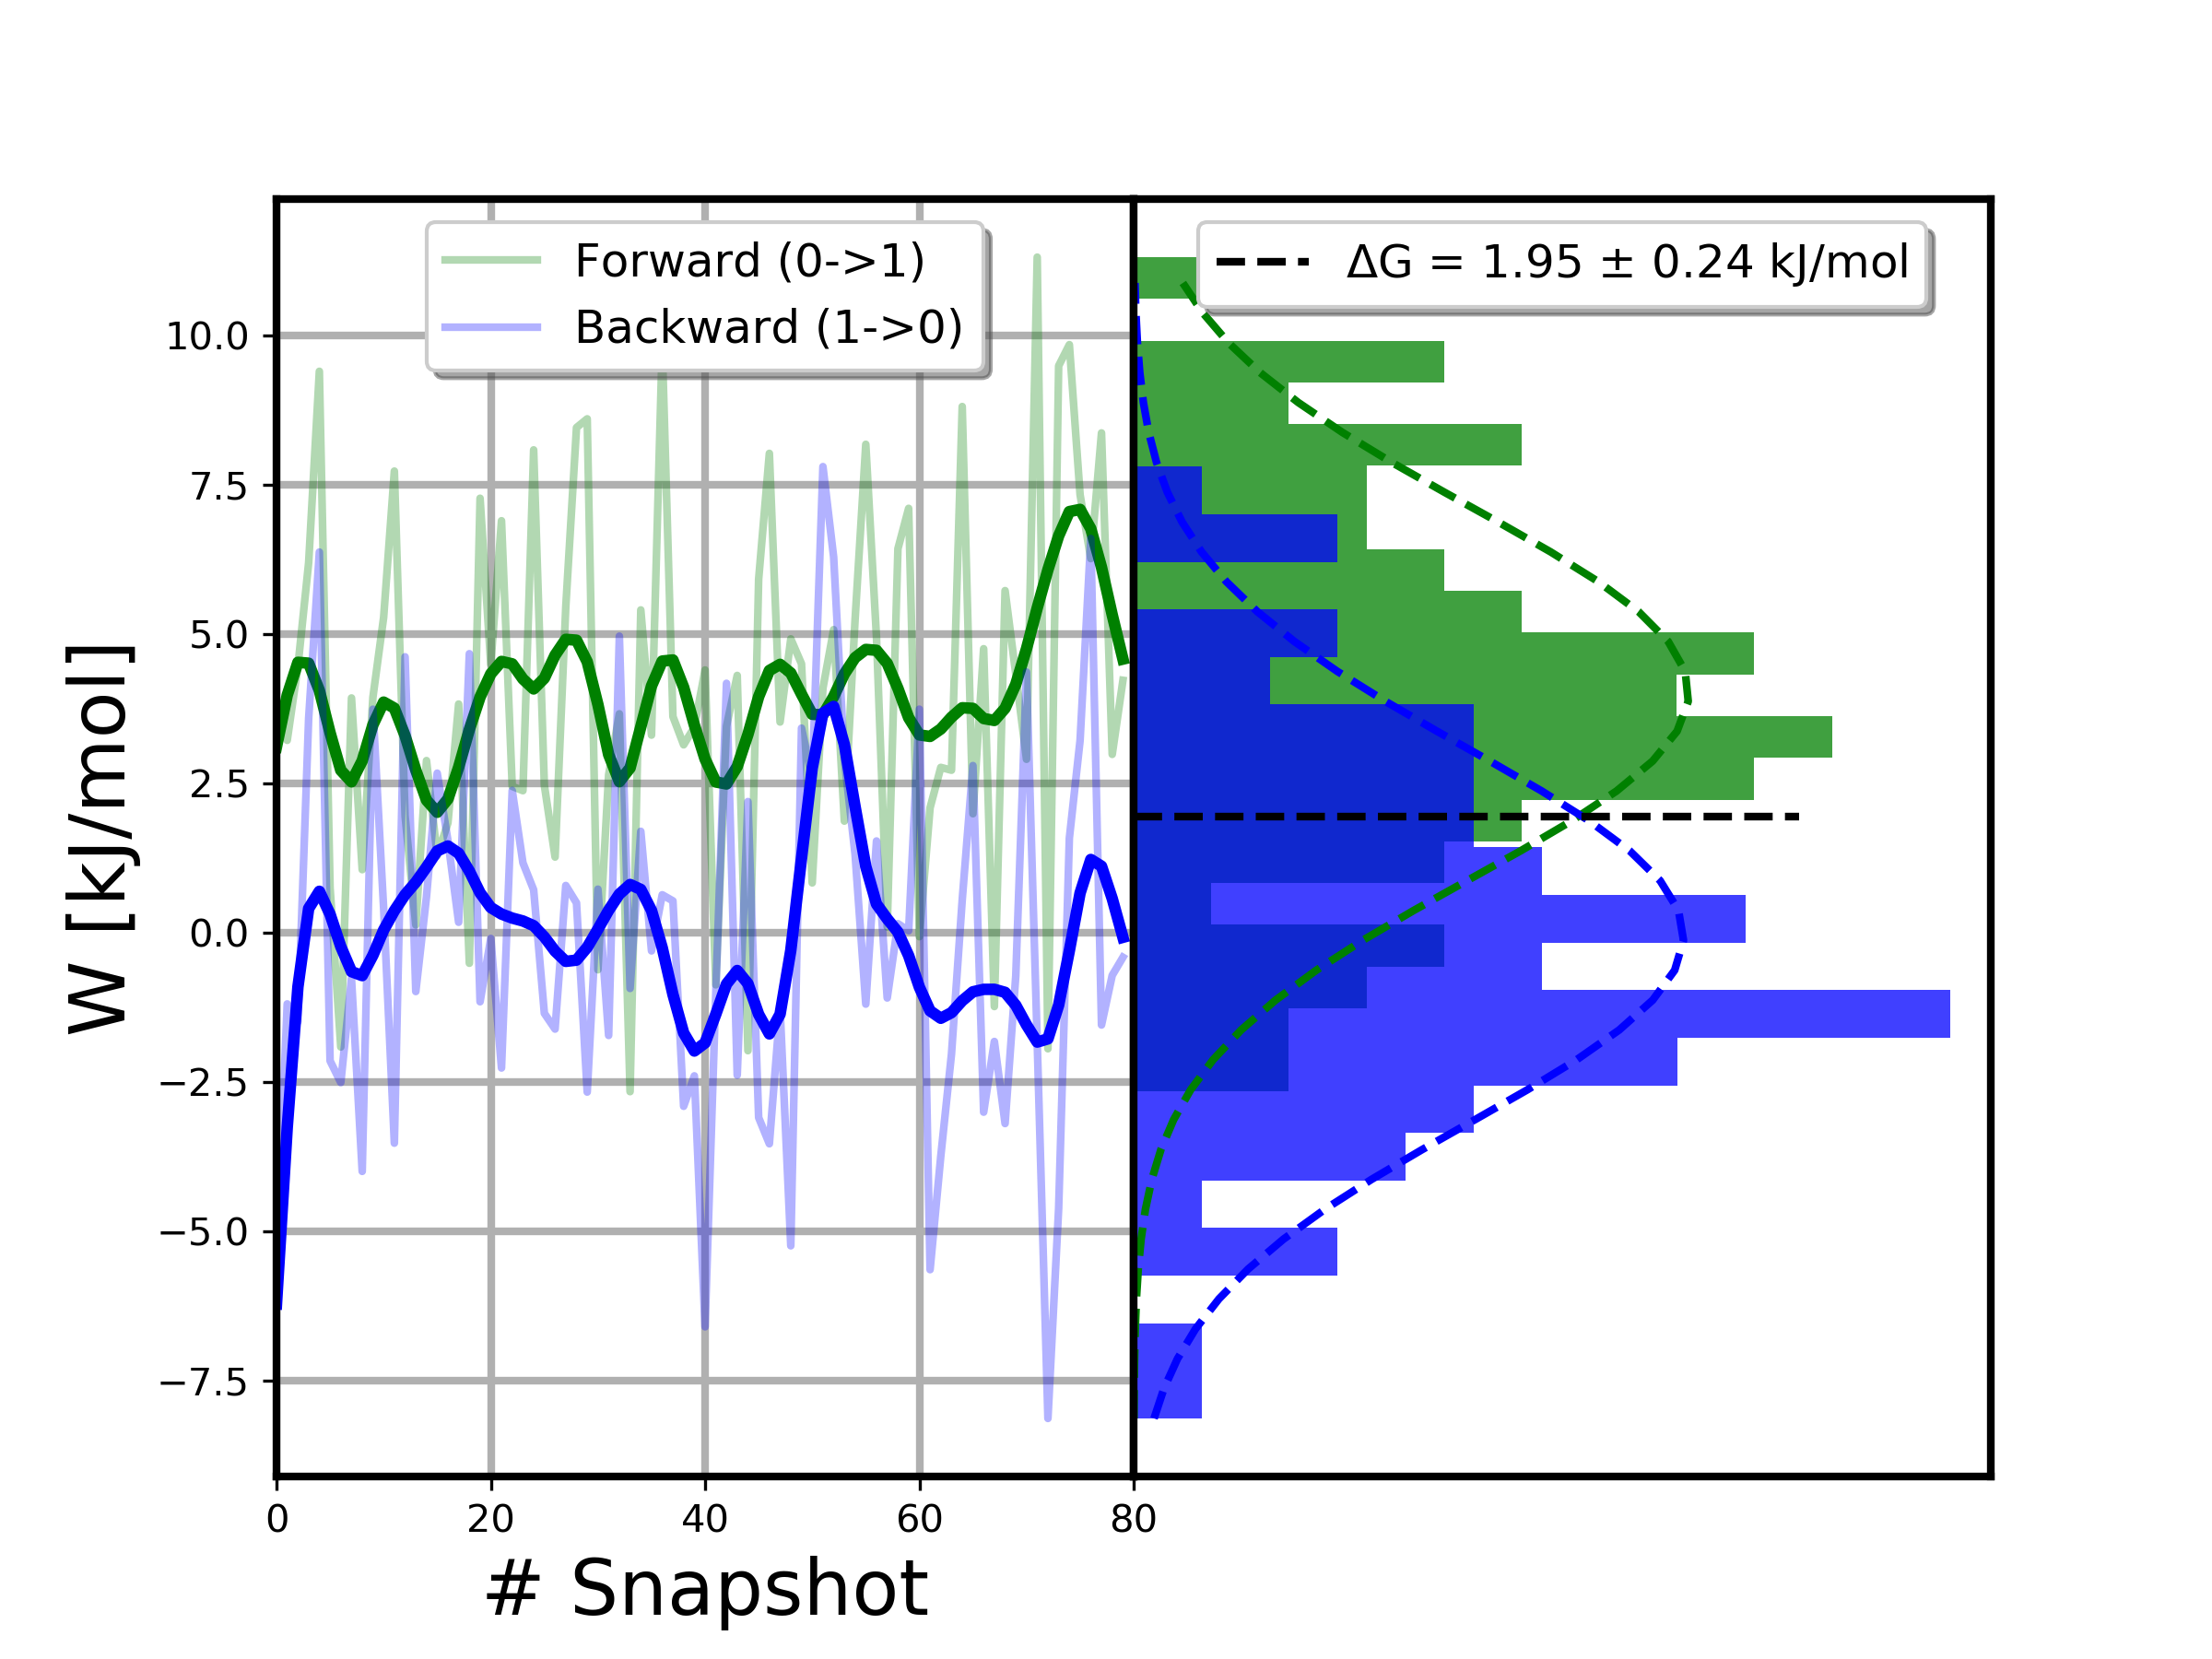 Forward (0->1)
Backward (1->0)
ΔG = 1.95 ± 0.24 kJ/mol
W [kJ/mol]
10.0
7.5
5.0
2.5
0.0
−2.5
−5.0
−7.5
0 20 40 60 80
# Snapshot